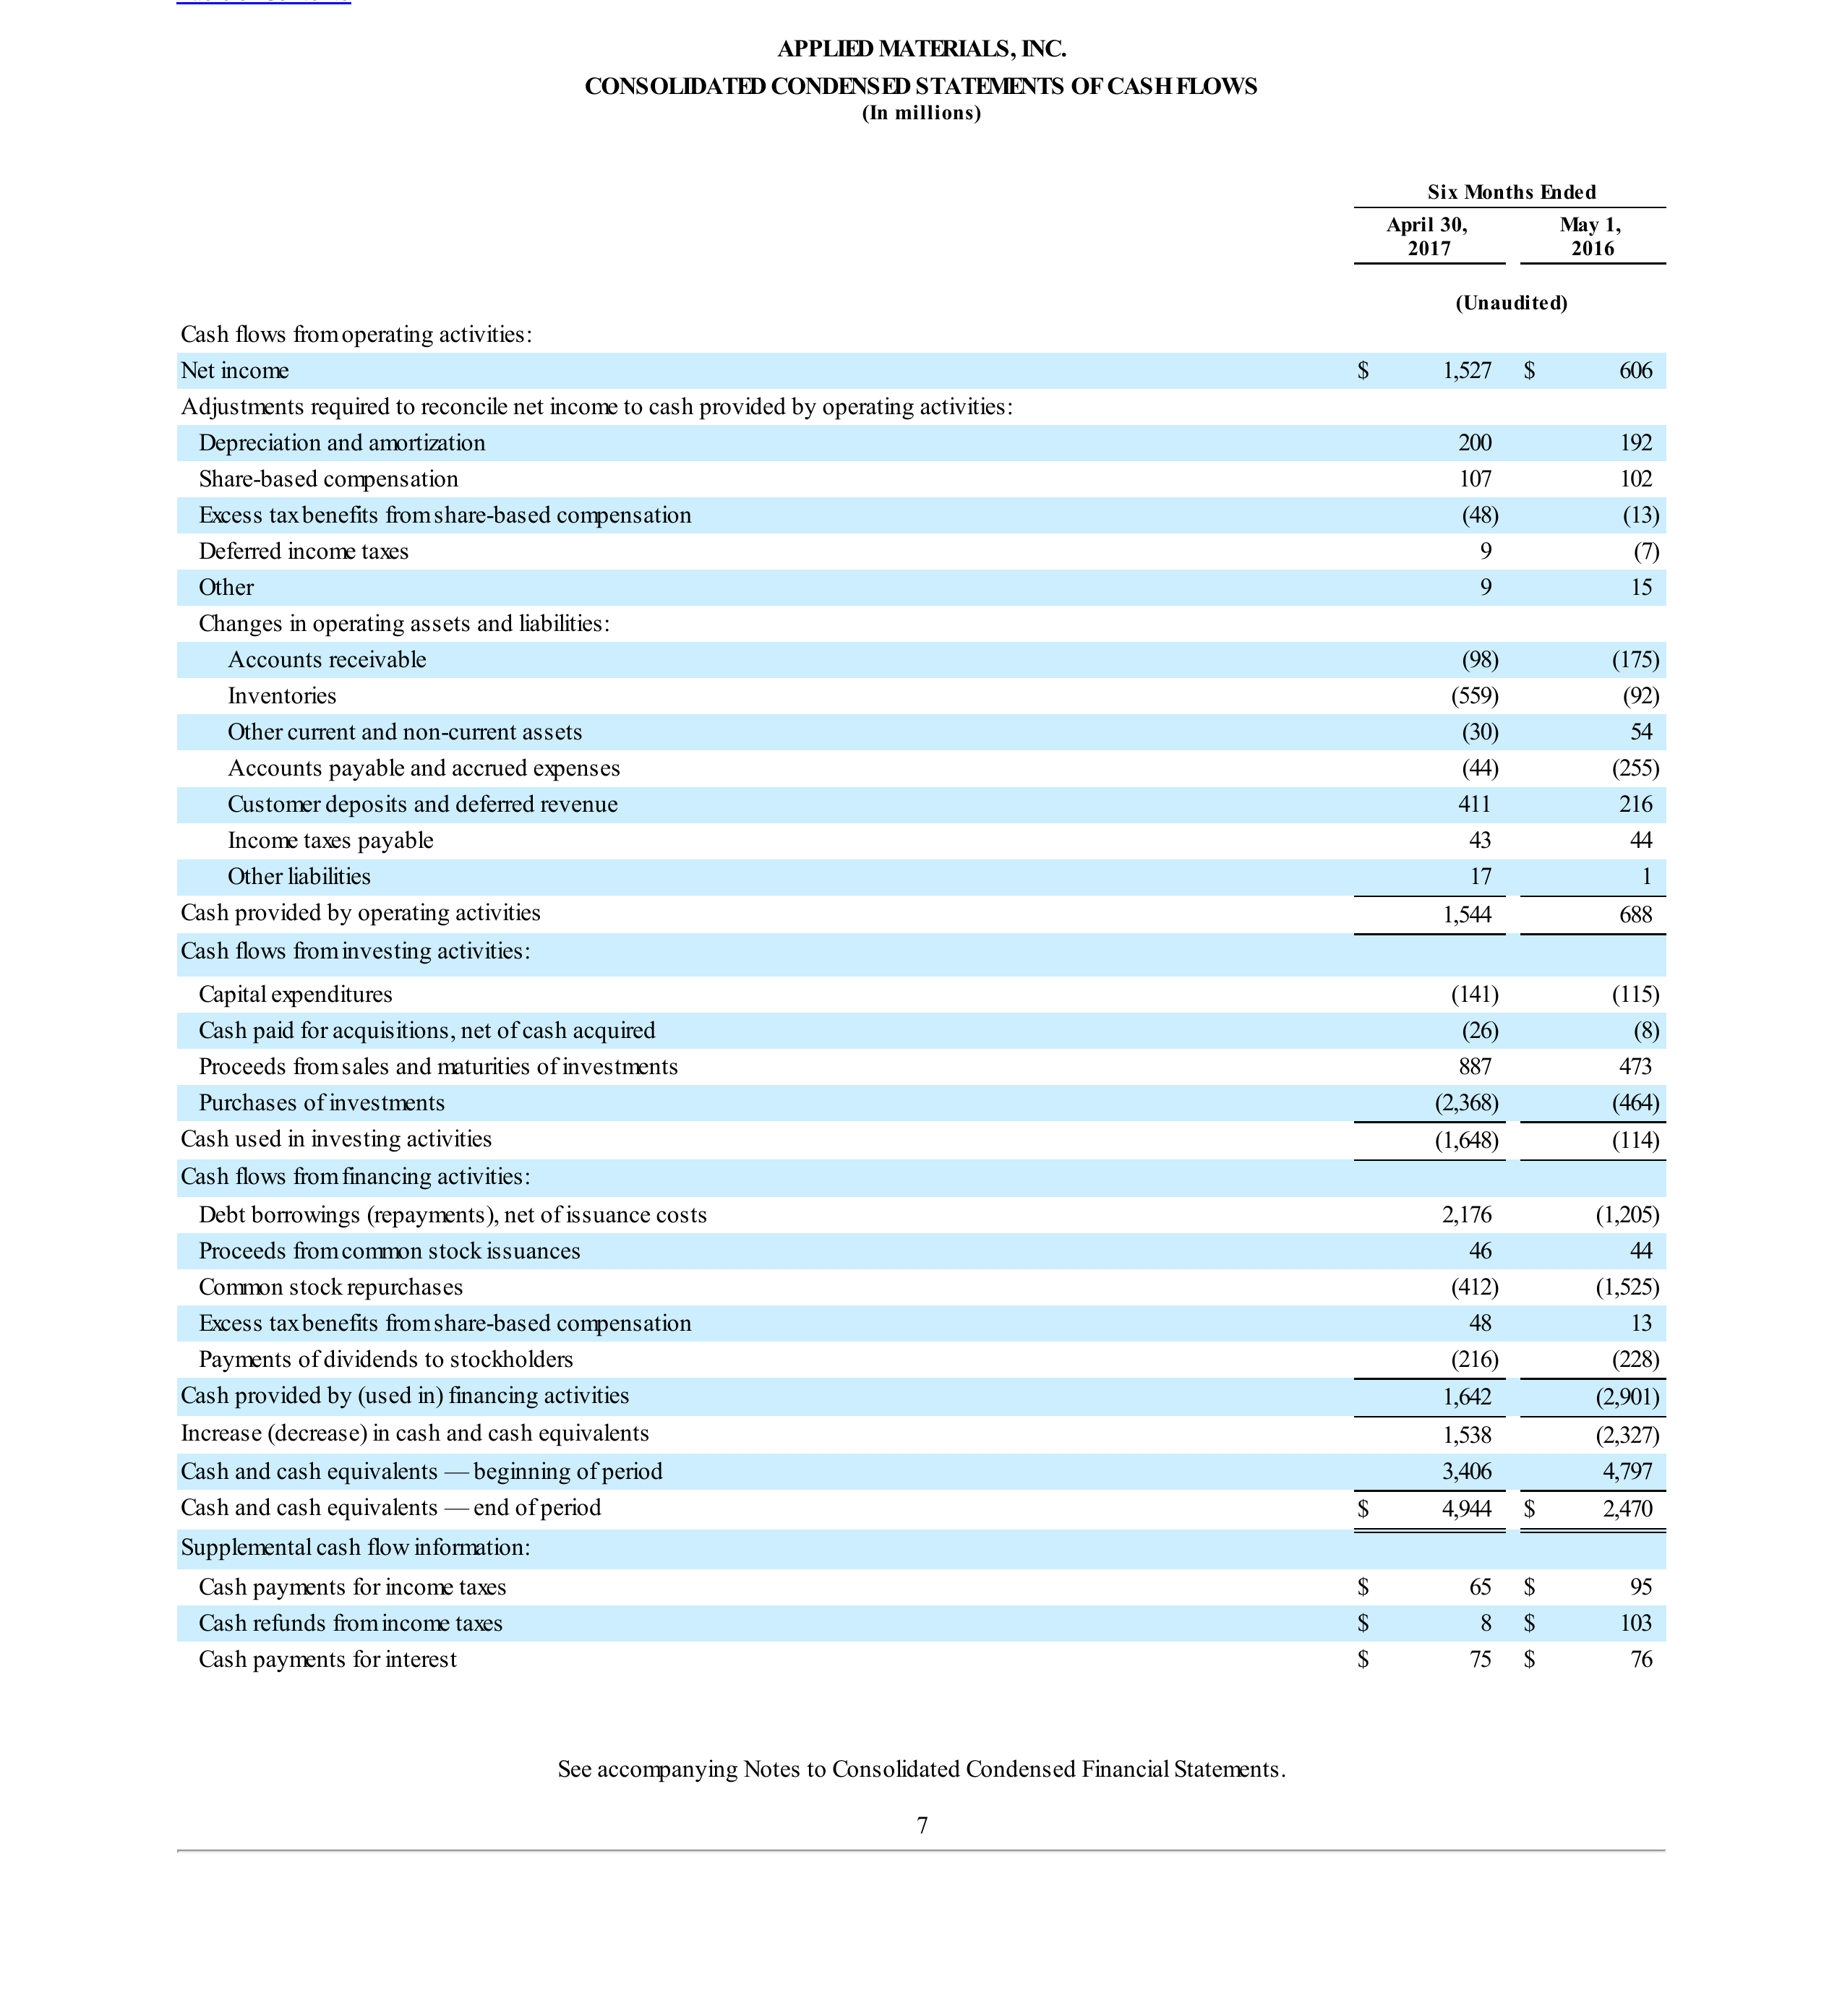 APPLIED MATERIALS, INC.
CONSOLIDATED CONDENSED STATEMENTS OF CASH FLOWS
(In millions)
Six Months Ended
April 30, 2017 May 1, 2016
(Unaudited)
Cash flows from operating activities:
Net income $ 1,527 $ 606
Adjustments required to reconcile net income to cash provided by operating activities:
Depreciation and amortization 200 192
Share-based compensation 107 102
Excess tax benefits from share-based compensation (48) (13)
Deferred income taxes 9 (7)
Other 9 15
Changes in operating assets and liabilities:
Accounts receivable (98) (175)
Inventories (559) (92)
Other current and non-current assets (30) 54
Accounts payable and accrued expenses (44) (255)
Customer deposits and deferred revenue 411 216
Income taxes payable 43 44
Other liabilities 17 1
Cash provided by operating activities 1,544 688
Cash flows from investing activities:
Capital expenditures (141) (115)
Cash paid for acquisitions, net of cash acquired (26) (8)
Proceeds from sales and maturities of investments 887 473
Purchases of investments (2,368) (464)
Cash used in investing activities (1,648) (114)
Cash flows from financing activities:
Debt borrowings (repayments), net of issuance costs 2,176 (1,205)
Proceeds from common stock issuances 46 44
Common stock repurchases (412) (1,525)
Excess tax benefits from share-based compensation 48 13
Payments of dividends to stockholders (216) (228)
Cash provided by (used in) financing activities 1,642 (2,901)
Increase (decrease) in cash and cash equivalents 1,538 (2,327)
Cash and cash equivalents — beginning of period 3,406 4,797
Cash and cash equivalents — end of period $ 4,944 $ 2,470
Supplemental cash flow information:
Cash payments for income taxes $ 65 $ 95
Cash refunds from income taxes $ 8 $ 103
Cash payments for interest $ 75 $ 76
See accompanying Notes to Consolidated Condensed Financial Statements.
7